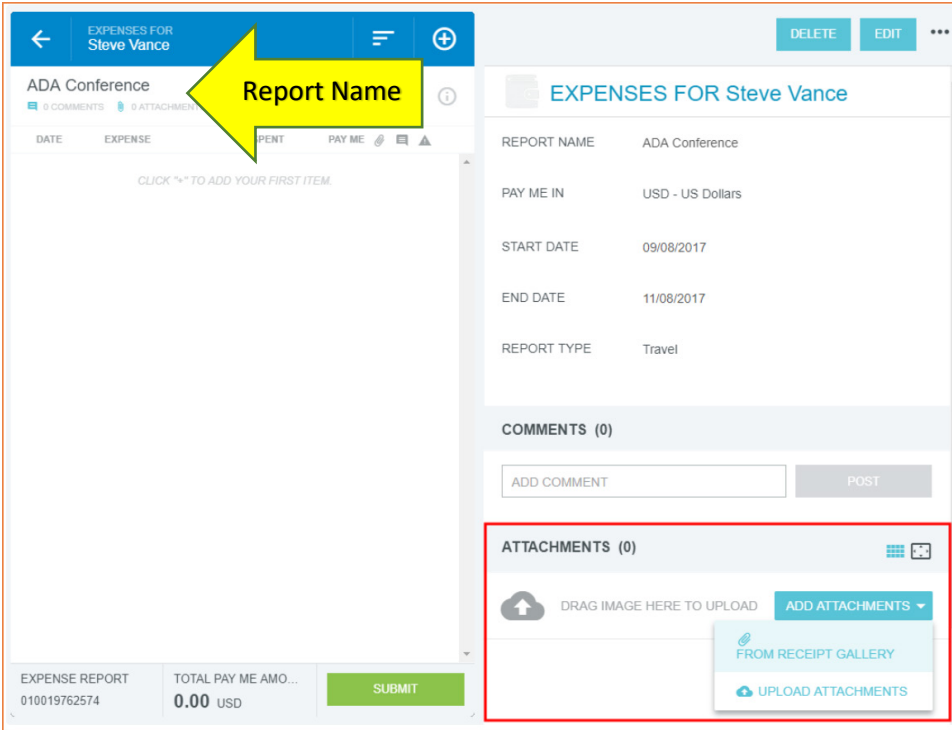 EXPENSES FOR
Steve Vance
ADA Conference
0 COMMENTS 0 ATTACHMENT
Report Name
DATE EXPENSE PAY ME
CLICK "+" TO ADD YOUR FIRST ITEM.
EXPENSE REPORT
010019762574
TOTAL PAY ME AMO...
0.00 USD
SUBMIT
DELETE EDIT
EXPENSES FOR Steve Vance
REPORT NAME ADA Conference
PAY ME IN USD - US Dollars
START DATE 09/08/2017
END DATE 11/08/2017
REPORT TYPE Travel
COMMENTS (0)
ADD COMMENT POST
ATTACHMENTS (0)
DRAG IMAGE HERE TO UPLOAD ADD ATTACHMENTS
FROM RECEIPT GALLERY
UPLOAD ATTACHMENTS